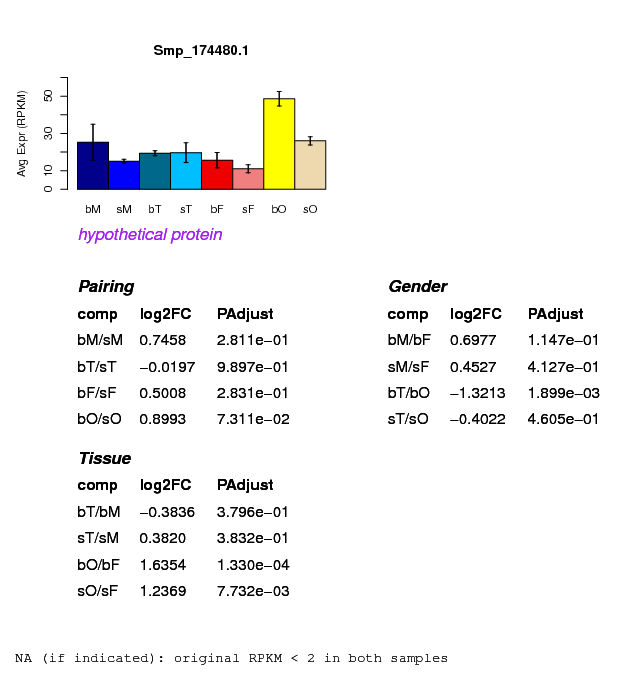 Smp_174480.1
Avg Expr (RPKM)
50
30
10
0
bM sM bT sT bF sF bO sO
hypothetical protein
Pairing
comp log2FC PAdjust
bM/sM 0.7458 2.811e−01
bT/sT −0.0197 9.897e−01
bF/sF 0.5008 2.831e−01
bO/sO 0.8993 7.311e−02
Gender
comp log2FC PAdjust
bM/bF 0.6977 1.147e−01
sM/sF 0.4527 4.127e−01
bT/bO −1.3213 1.899e−03
sT/sO −0.4022 4.605e−01
Tissue
comp log2FC PAdjust
bT/bM −0.3836 3.796e−01
sT/sM 0.3820 3.832e−01
bO/bF 1.6354 1.330e−04
sO/sF 1.2369 7.732e−03
NA (if indicated): original RPKM < 2 in both samples